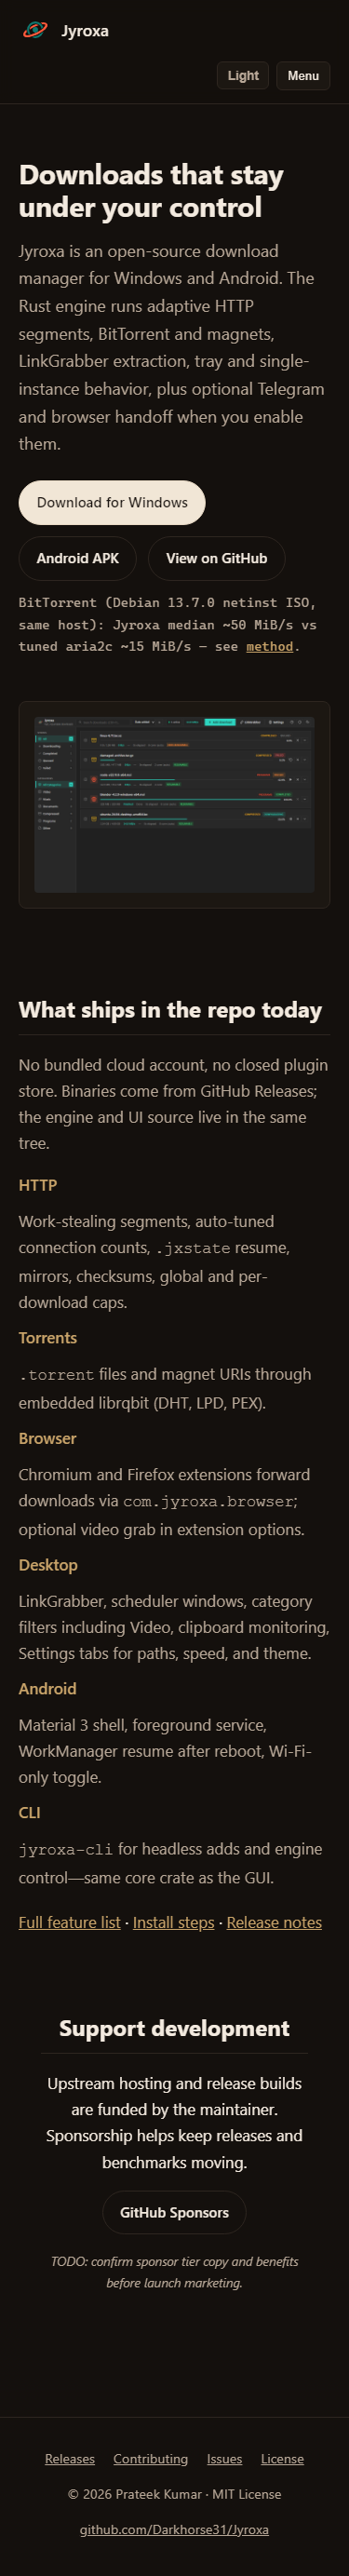 Jyroxa
Light
Menu
Downloads that stay
under your control
Jyroxa is an open-source download
manager for Windows and Android. The
Rust engine runs adaptive HTTP
segments, BitTorrent and magnets,
LinkGrabber extraction, tray and single-
instance behavior, plus optional Telegram
and browser handoff when you enable
them.
Download for Windows
Android APK
View on GitHub
BitTorrent (Debian 13.7.0 netinst ISO,
same host): Jyroxa median ~50 MiB/s vs
tuned aria2c ~15 MiB/s — see method.
What ships in the repo today
No bundled cloud account, no closed plugin
store. Binaries come from GitHub Releases;
the engine and UI source live in the same
tree.
HTTP
Work-stealing segments, auto-tuned
connection counts, .jxstate resume,
mirrors, checksums, global and per-
download caps.
Torrents
.torrent files and magnet URIs through
embedded librqbit (DHT, LPD, PEX).
Browser
Chromium and Firefox extensions forward
downloads via com.jyroxa.browser;
optional video grab in extension options.
Desktop
LinkGrabber, scheduler windows, category
filters including Video, clipboard monitoring,
Settings tabs for paths, speed, and theme.
Android
Material 3 shell, foreground service,
WorkManager resume after reboot, Wi-Fi-
only toggle.
CLI
jyroxa-cli for headless adds and engine
control—same core crate as the GUI.
Full feature list · Install steps · Release notes
Support development
Upstream hosting and release builds
are funded by the maintainer.
Sponsorship helps keep releases and
benchmarks moving.
GitHub Sponsors
TODO: confirm sponsor tier copy and benefits
before launch marketing.
Releases
Contributing
Issues
License
© 2026 Prateek Kumar · MIT License
github.com/Darkhorse31/Jyroxa